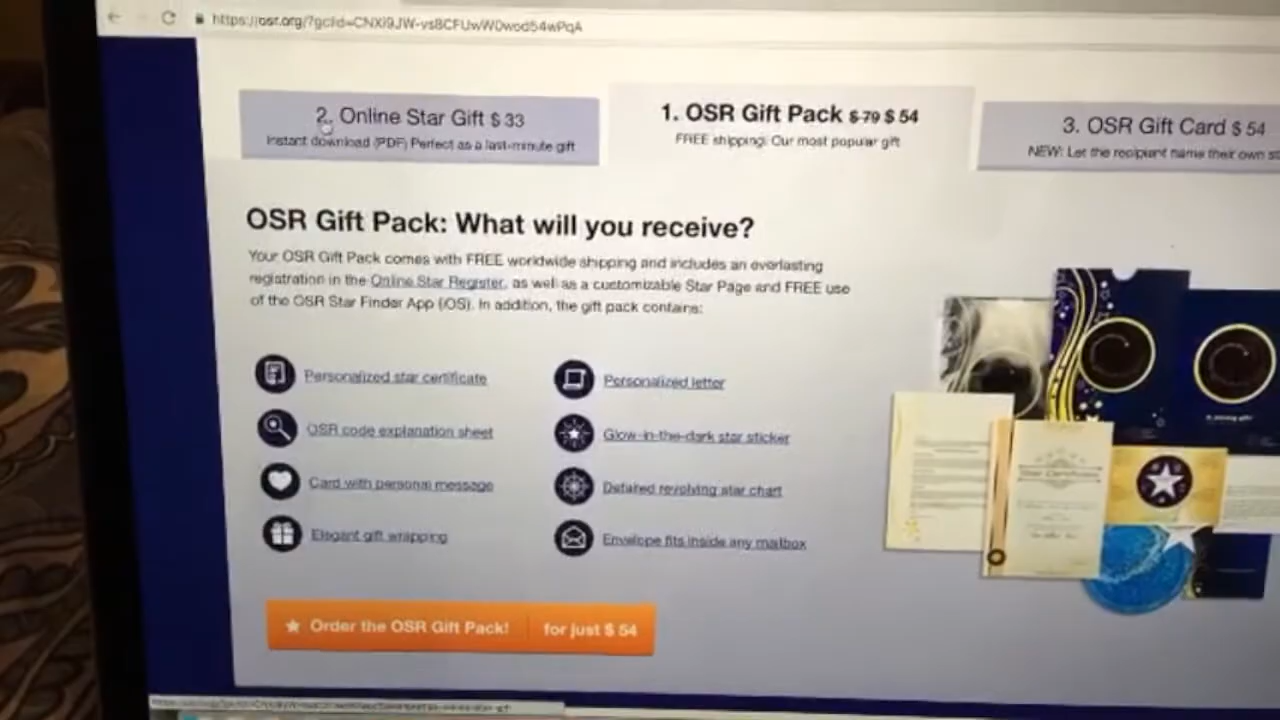 https://osr.org/?gclid=CNXi9JW-vs8CFUwW0wod54wPqA
2. Online Star Gift $ 33
Instant download (PDF) Perfect as a last-minute gift
1. OSR Gift Pack $ 79 $ 54
FREE shipping: Our most popular gift
3. OSR Gift Card $ 54
NEW: Let the recipient name their own
OSR Gift Pack: What will you receive?
Your OSR Gift Pack comes with FREE worldwide shipping and includes an everlasting
registration in the Online Star Register, as well as a customizable Star Page and FREE use
of the OSR Star Finder App (iOS). In addition, the gift pack contains:
Personalized star certificate
Personalized letter
OSR code explanation sheet
Glow-in-the-dark star sticker
Card with personal message
Detailed revolving star chart
Elegant gift wrapping
Envelope fits inside any mailbox
Order the OSR Gift Pack! for just $ 54